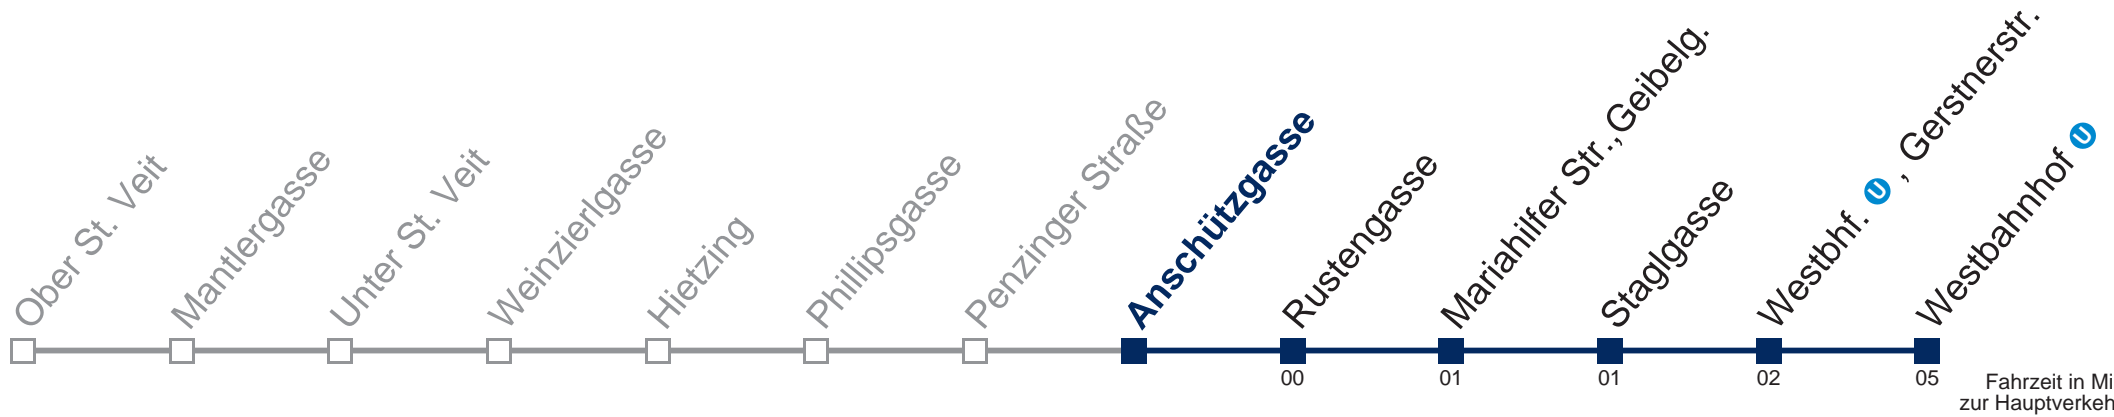 Ober St. Veit
Mantlergasse
Unter St. Veit
Weinzierlgasse
Hietzing
Phillipsgasse
Penzinger Straße
Anschützgasse
Rustengasse
Mariahilfer Str.,Geibelg.
Staglgasse
Westbhf. U , Gerstnerstr.
Westbahnhof U
00 01 01 02 05
Fahrzeit in Mi
zur Hauptverkeh